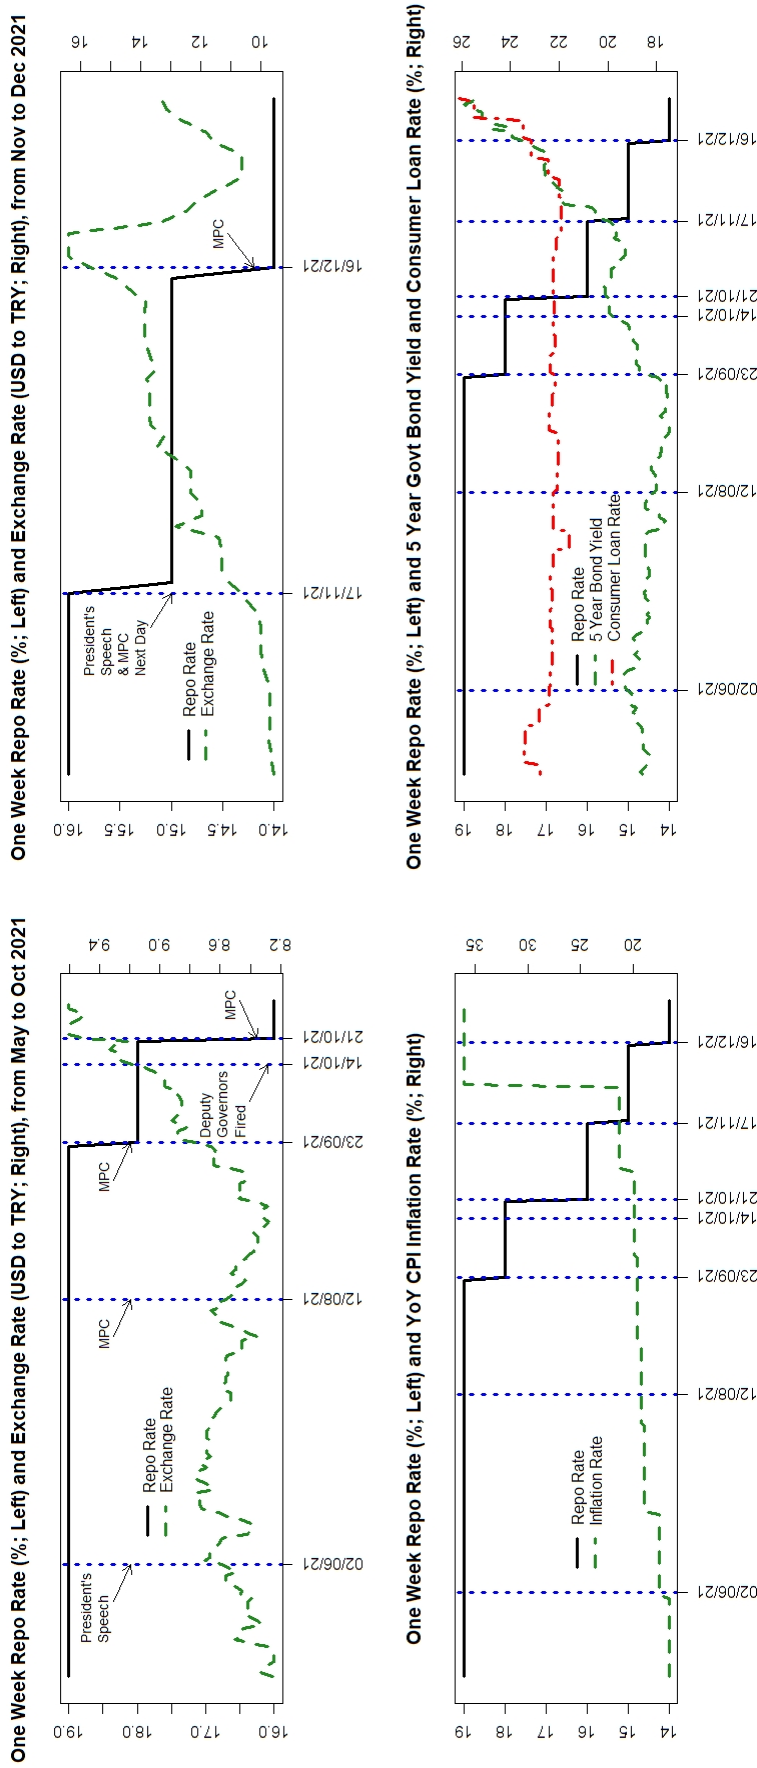 One Week Repo Rate (%; Left) and Exchange Rate (USD to TRY; Right), from May to Oct 2021
19.0
18.0
17.0
16.0
9.4
9.0
8.6
8.2
President's
Speech
MPC
MPC
Deputy
Governors
Fired
MPC
Repo Rate
Exchange Rate
02/06/21
12/08/21
23/09/21
14/10/21
21/10/21
One Week Repo Rate (%; Left) and Exchange Rate (USD to TRY; Right), from Nov to Dec 2021
16.0
15.5
15.0
14.5
14.0
16
14
12
10
President's
Speech
& MPC
Next Day
MPC
Repo Rate
Exchange Rate
17/11/21
16/12/21
One Week Repo Rate (%; Left) and YoY CPI Inflation Rate (%; Right)
19
18
17
16
15
14
35
30
25
20
Repo Rate
Inflation Rate
02/06/21
12/08/21
23/09/21
14/10/21
21/10/21
17/11/21
16/12/21
One Week Repo Rate (%; Left) and 5 Year Govt Bond Yield and Consumer Loan Rate (%; Right)
19
18
17
16
15
14
26
24
22
20
18
Repo Rate
5 Year Bond Yield
Consumer Loan Rate
02/06/21
12/08/21
23/09/21
14/10/21
21/10/21
17/11/21
16/12/21